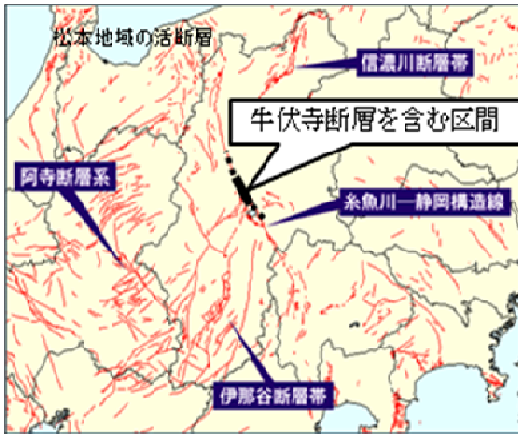 松本地域の活断層
信濃川断層帯
牛伏寺断層を含む区間
阿寺断層系
糸魚川―静岡構造線
伊那谷断層帯